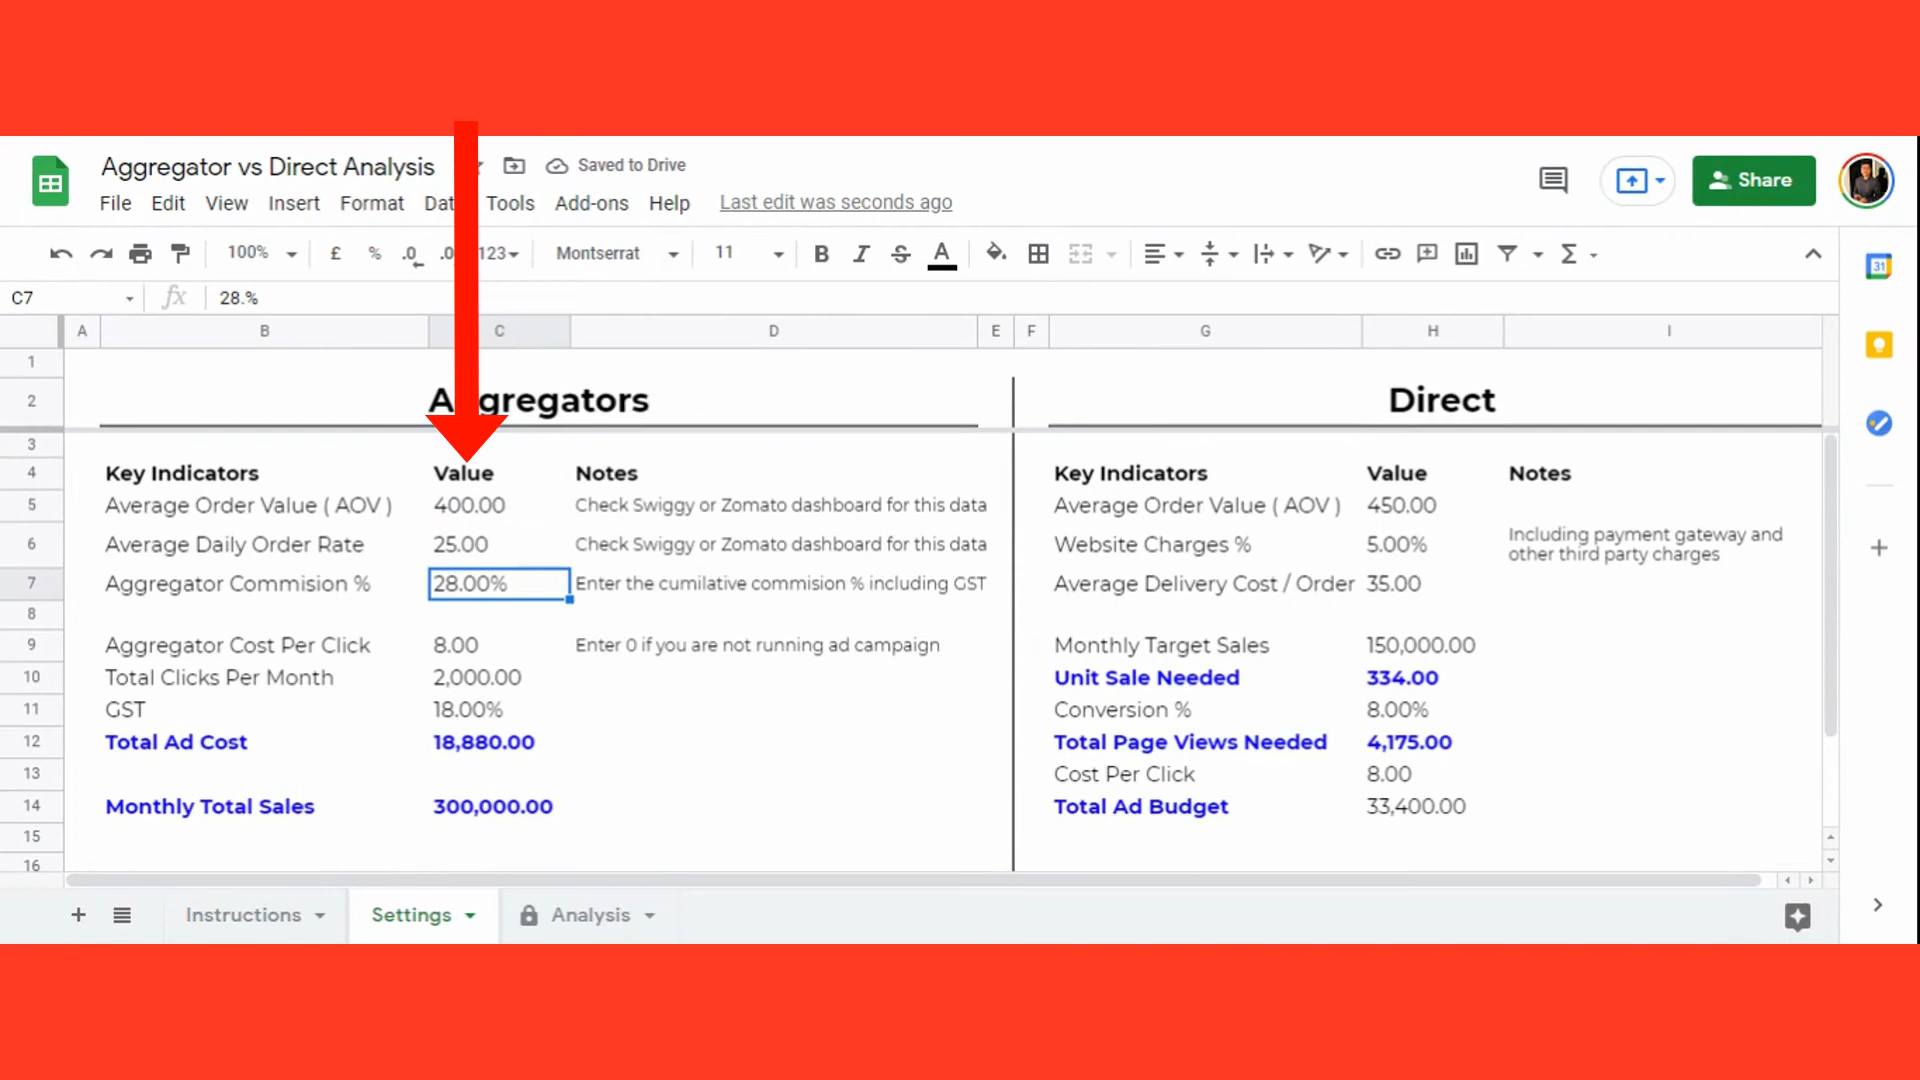 Aggregator vs Direct Analysis Saved to Drive
File Edit View Insert Format Dat Tools Add-ons Help Last edit was seconds ago
Share
100% £ % .0 .0 123 Montserrat 11 B I S A
31
C7 fx 28.%
A B C D E F G H I
1
2 Aggregators Direct
3
4 Key Indicators Value Notes Key Indicators Value Notes
5 Average Order Value ( AOV ) 400.00 Check Swiggy or Zomato dashboard for this data Average Order Value ( AOV ) 450.00
6 Average Daily Order Rate 25.00 Check Swiggy or Zomato dashboard for this data Website Charges % 5.00% Including payment gateway and
other third party charges
7 Aggregator Commision % 28.00% Enter the cumilative commision % including GST Average Delivery Cost / Order 35.00
8
9 Aggregator Cost Per Click 8.00 Enter 0 if you are not running ad campaign Monthly Target Sales 150,000.00
10 Total Clicks Per Month 2,000.00 Unit Sale Needed 334.00
11 GST 18.00% Conversion % 8.00%
12 Total Ad Cost 18,880.00 Total Page Views Needed 4,175.00
13 Cost Per Click 8.00
14 Monthly Total Sales 300,000.00 Total Ad Budget 33,400.00
15
16
Instructions Settings Analysis